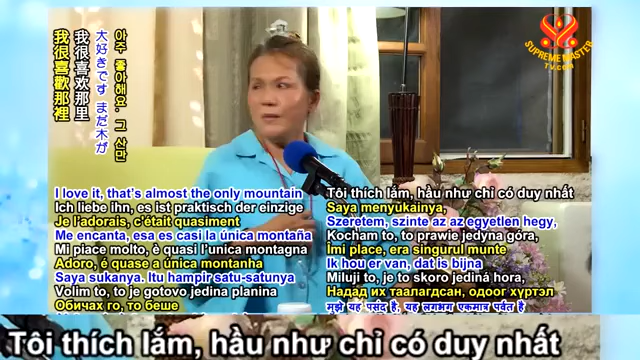 아주 좋아해요. 그 산만
大好きです まだ木が
我很喜欢那里
我很喜歡那裡
SUPREME MASTER
TV.com
I love it, that's almost the only mountain
Ich liebe ihn, es ist praktisch der einzige
Je l'adorais, c'était quasiment
Me encanta, esa es casi la única montaña
Mi piace molto, è quasi l'unica montagna
Adoro, é quase a única montanha
Saya sukanya. Itu hampir satu-satunya
Volim to, to je gotovo jedina planina
Обичах го, то беше
Tôi thích lắm, hầu như chỉ có duy nhất
Saya menyukainya,
Szeretem, szinte az az egyetlen hegy,
Kocham to, to prawie jedyna góra,
Îmi place, era singurul munte
Ik hou er van, dat is bijna
Miluji to, je to skoro jediná hora,
Надад их таалагдсан, одоог хүртэл
मुझे यह पसंद है, यह लगभग एकमात्र पर्वत है
Tôi thích lắm, hầu như chỉ có duy nhất